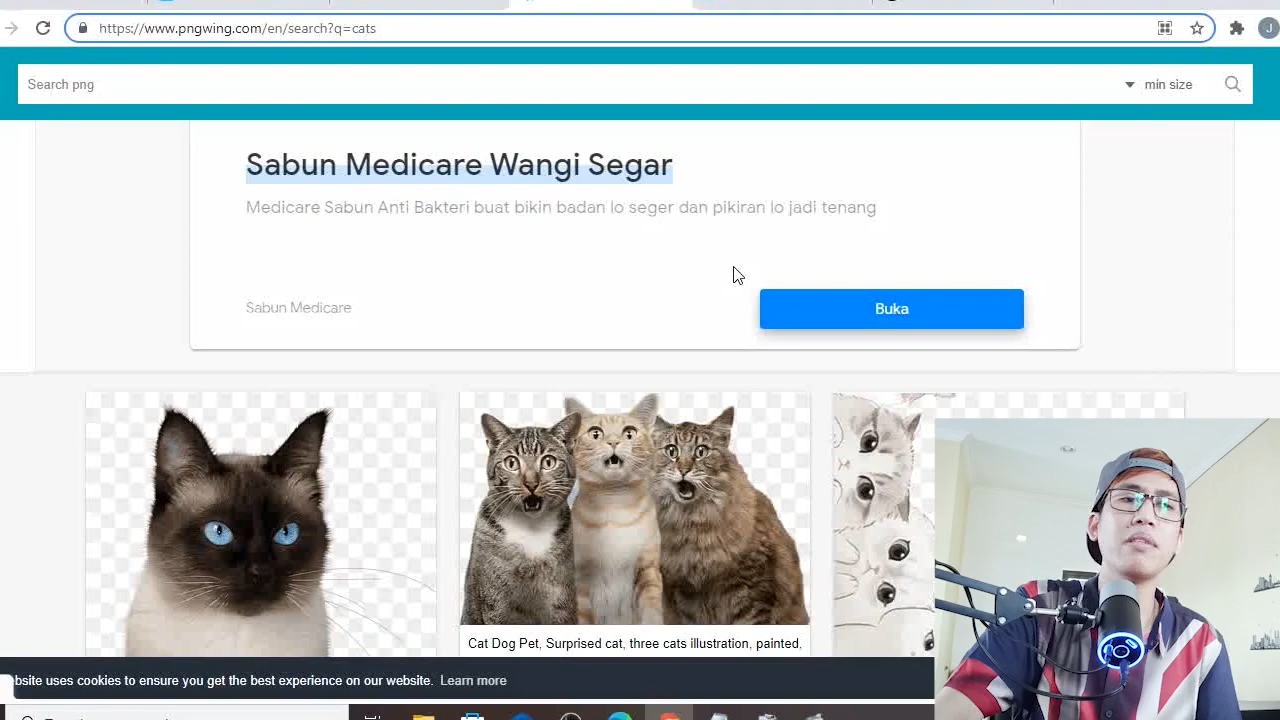 https://www.pngwing.com/en/search?q=cats
J
Search png
min size
Sabun Medicare Wangi Segar
Medicare Sabun Anti Bakteri buat bikin badan lo seger dan pikiran lo jadi tenang
Sabun Medicare
Buka
Cat Dog Pet, Surprised cat, three cats illustration, painted,
bsite uses cookies to ensure you get the best experience on our website. Learn more